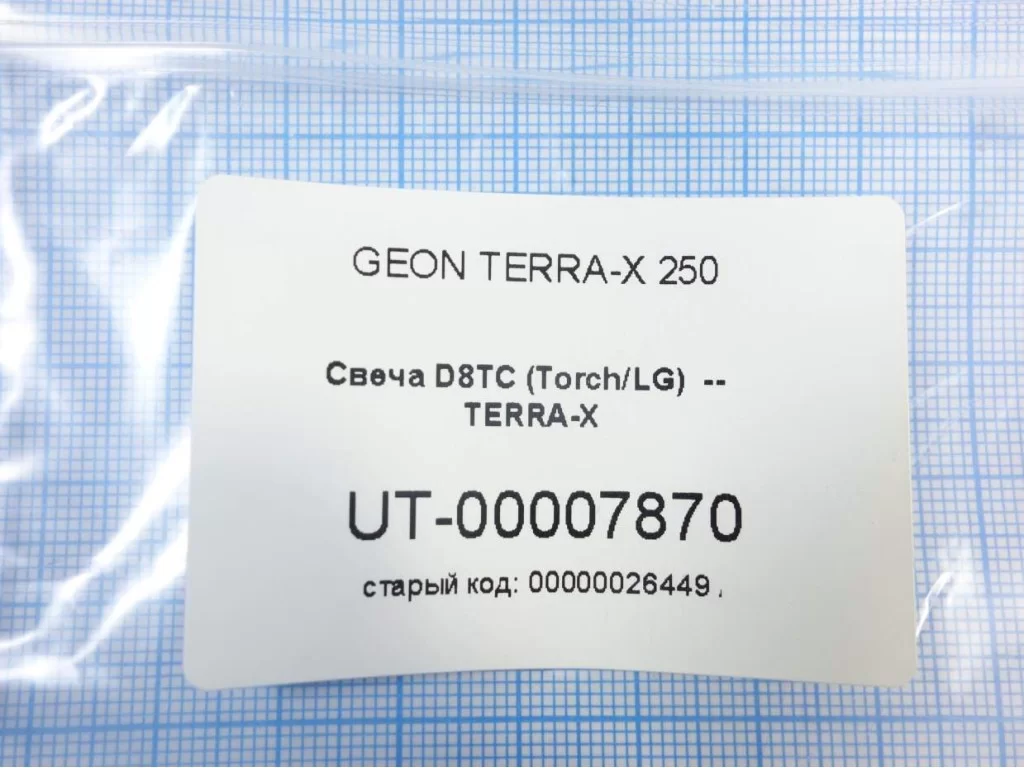 GEON TERRA-X 250
Свеча D8TC (Torch/LG) --
TERRA-X
UT-00007870
старый код: 00000026449 ,